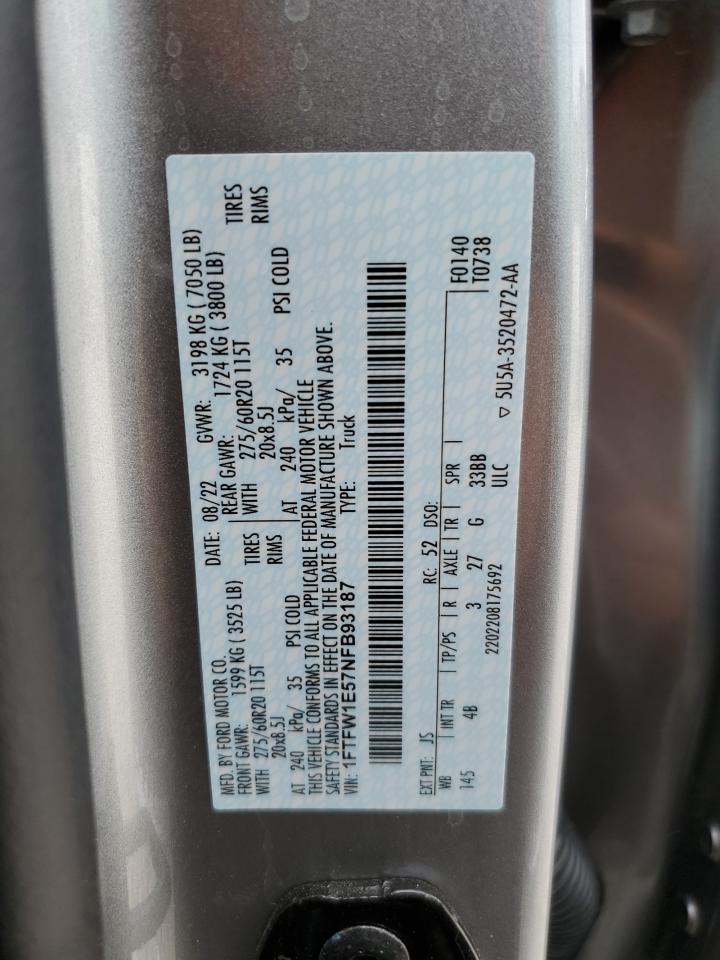 MFD. BY FORD MOTOR CO. DATE: 08/22 GVWR: 3198 KG ( 7050 LB)
FRONT GAWR: 1599 KG ( 3525 LB) REAR GAWR: 1724 KG ( 3800 LB)
WITH 275/60R20 115T TIRES WITH 275/60R20 115T TIRES
20x8.5J RIMS 20x8.5J RIMS
AT 240 kPa/ 35 PSI COLD AT 240 kPa/ 35 PSI COLD
THIS VEHICLE CONFORMS TO ALL APPLICABLE FEDERAL MOTOR VEHICLE
SAFETY STANDARDS IN EFFECT ON THE DATE OF MANUFACTURE SHOWN ABOVE.
VIN: 1FTFW1E57NFB93187 TYPE: Truck
EXT PNT: JS RC: 52 DSO:
WB INT TR TP/PS R AXLE TR SPR F0140
145 4B 3 27 G 33BB T0738
2202208175692 ULC ▽ 5U5A-3520472-AA